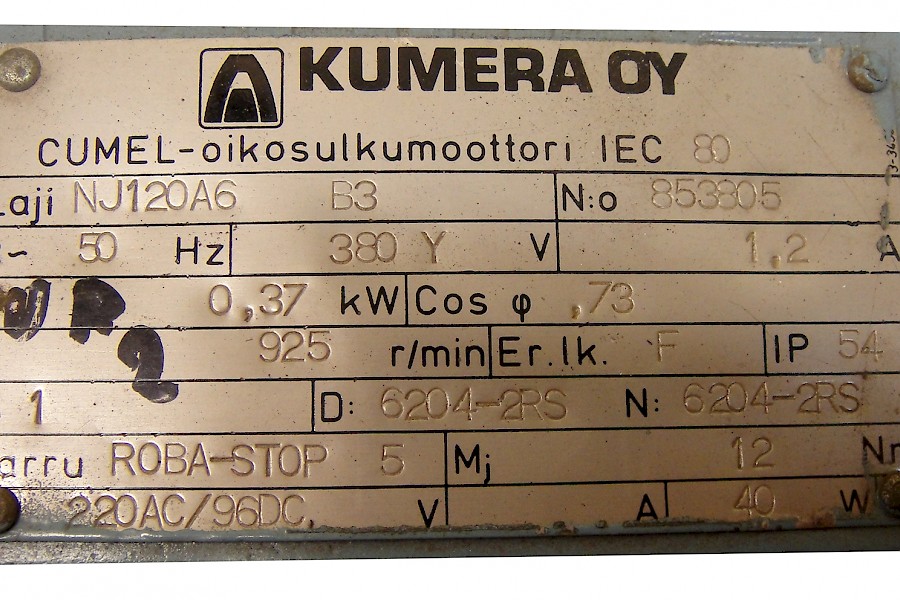 KUMERA OY
CUMEL-oikosulkumoottori IEC 80
Laji NJ120A6 B3 N:o 853805
~ 50 Hz 380 Y V 1,2 A
0,37 kW Cos φ ,73
925 r/min Er.lk. F IP 54
1 D: 6204-2RS N: 6204-2RS
arru ROBA-STOP 5 Mj 12 Nm
220AC/96DC V A 40 W